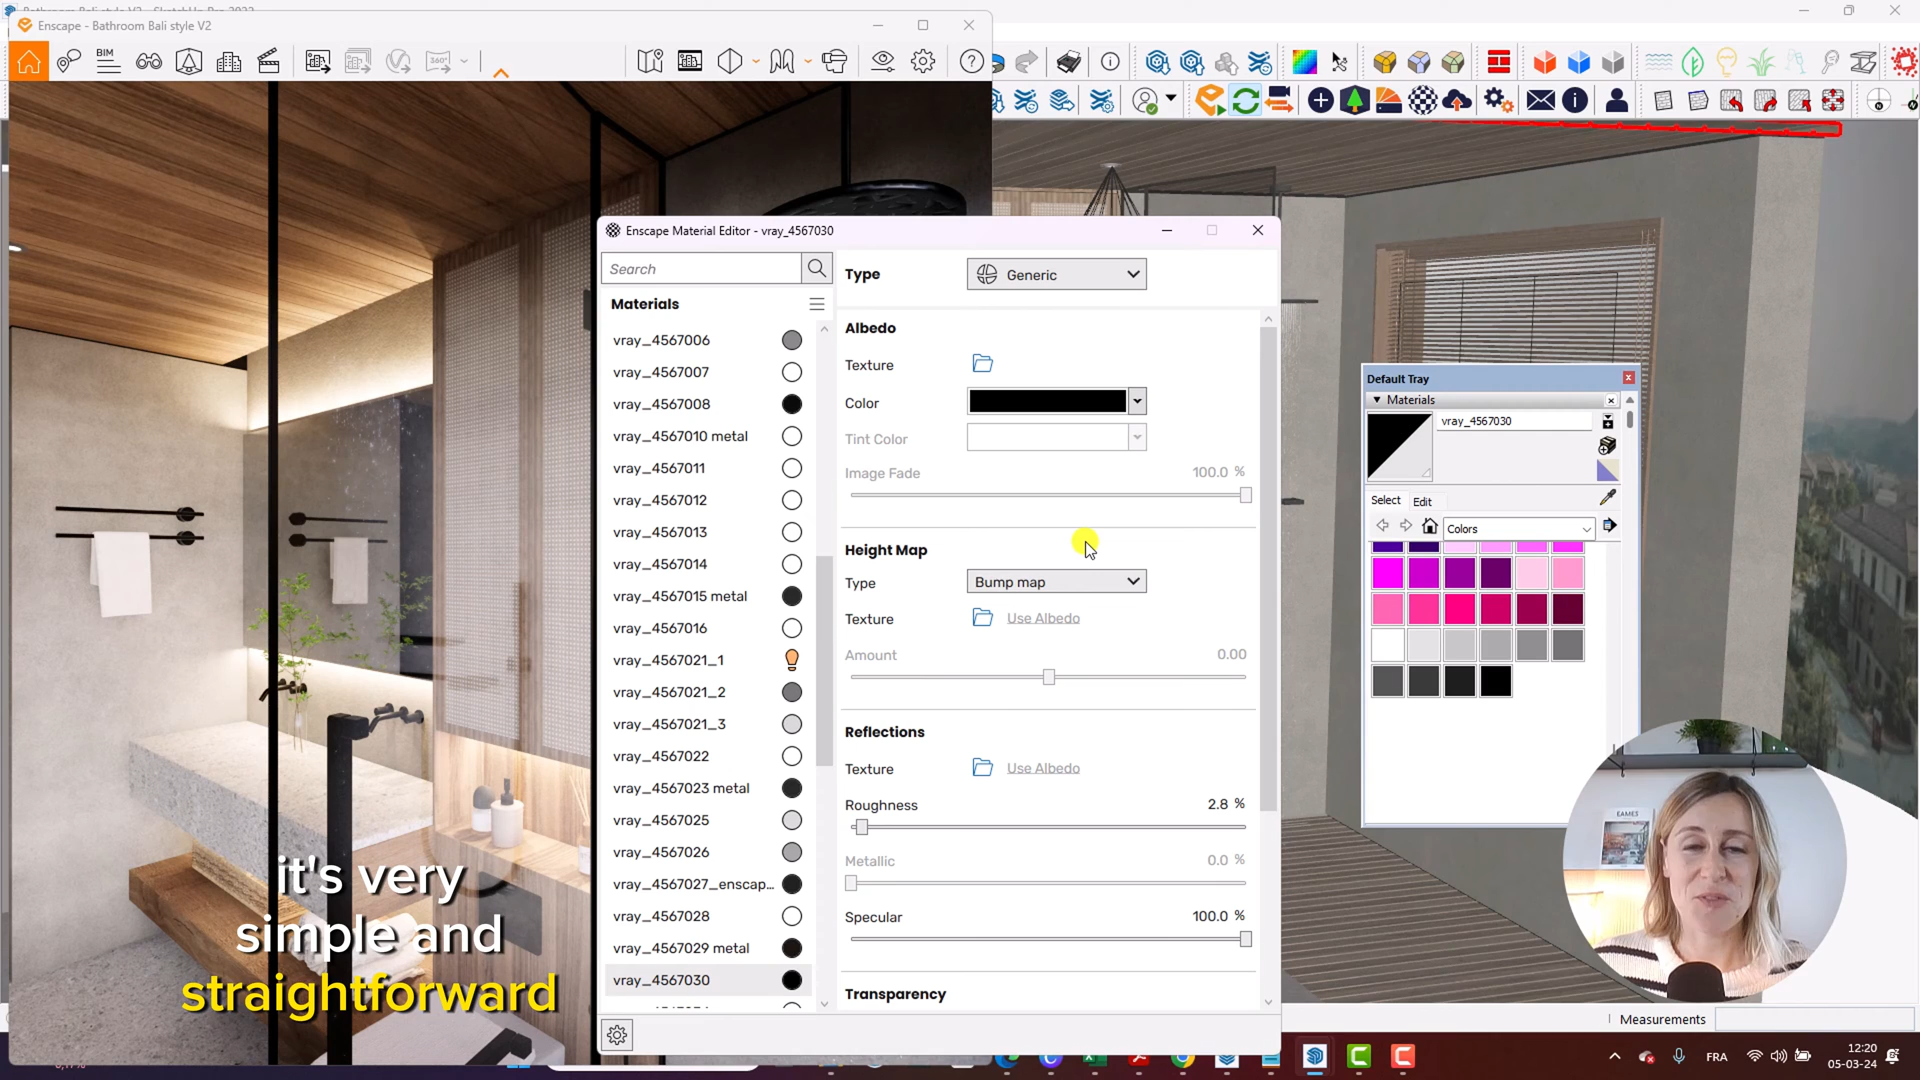 Enscape - Bathroom Bali style V2
BIM
360°
Enscape Material Editor - vray_4567030
Search
Materials
vray_4567006
vray_4567007
vray_4567008
vray_4567010 metal
vray_4567011
vray_4567012
vray_4567013
vray_4567014
vray_4567015 metal
vray_4567016
vray_4567021_1
vray_4567021_2
vray_4567021_3
vray_4567022
vray_4567023 metal
vray_4567025
vray_4567026
vray_4567027_enscap...
vray_4567028
vray_4567029 metal
vray_4567030
Type
Generic
Albedo
Texture
Color
Tint Color
Image Fade
100.0 %
Height Map
Type
Bump map
Texture
Use Albedo
Amount
0.00
Reflections
Texture
Use Albedo
Roughness
2.8 %
Metallic
0.0 %
Specular
100.0 %
Transparency
Default Tray
Materials
vray_4567030
Select
Edit
Colors
EAMES
it's very
simple and
straightforward
Measurements
FRA
12:20
05-03-24